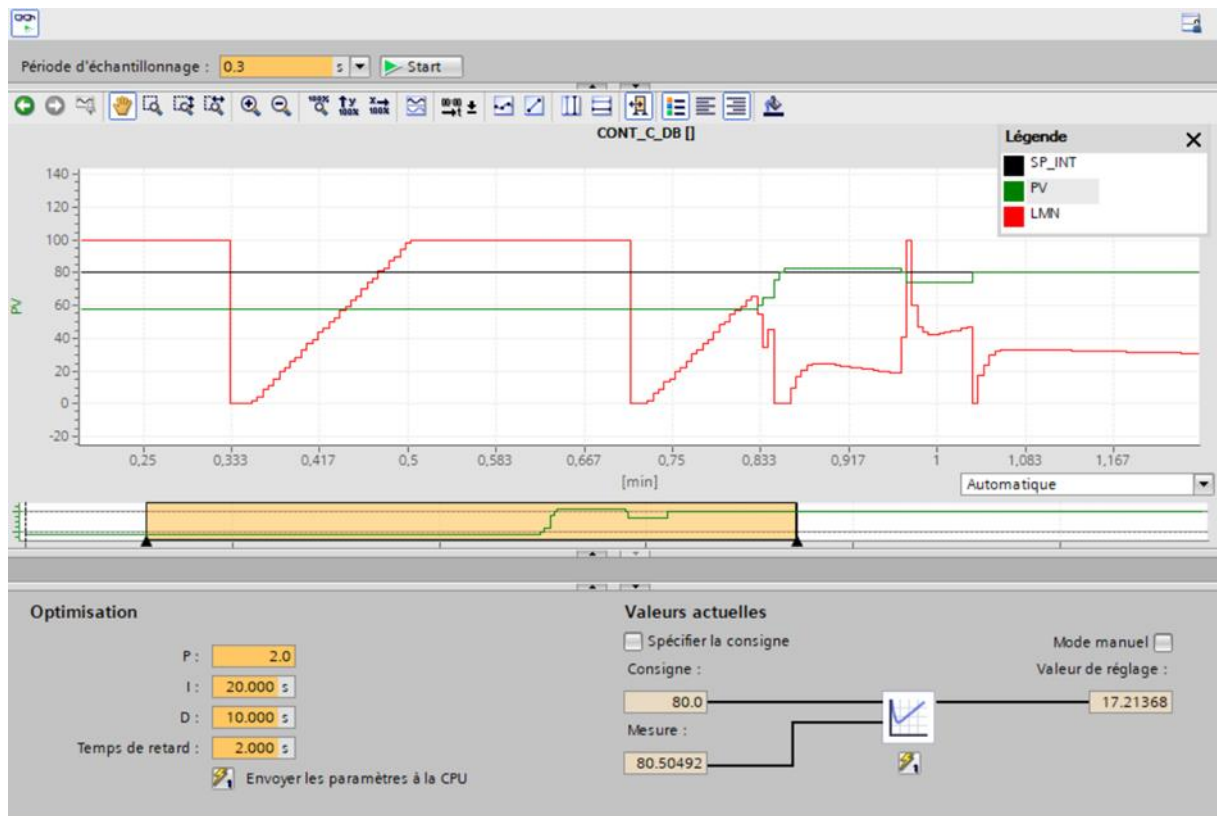 Période d'échantillonnage : 0.3 s Start
CONT_C_DB []
Légende
SP_INT
PV
LMN
140
120
100
80
60
40
20
0
-20
PV
0,25 0,333 0,417 0,5 0,583 0,667 0,75 0,833 0,917 1 1,083 1,167
[min]
Automatique
Optimisation
P : 2.0
I : 20.000 s
D : 10.000 s
Temps de retard : 2.000 s
Envoyer les paramètres à la CPU
Valeurs actuelles
Spécifier la consigne
Mode manuel
Consigne :
Valeur de réglage :
80.0
17.21368
Mesure :
80.50492